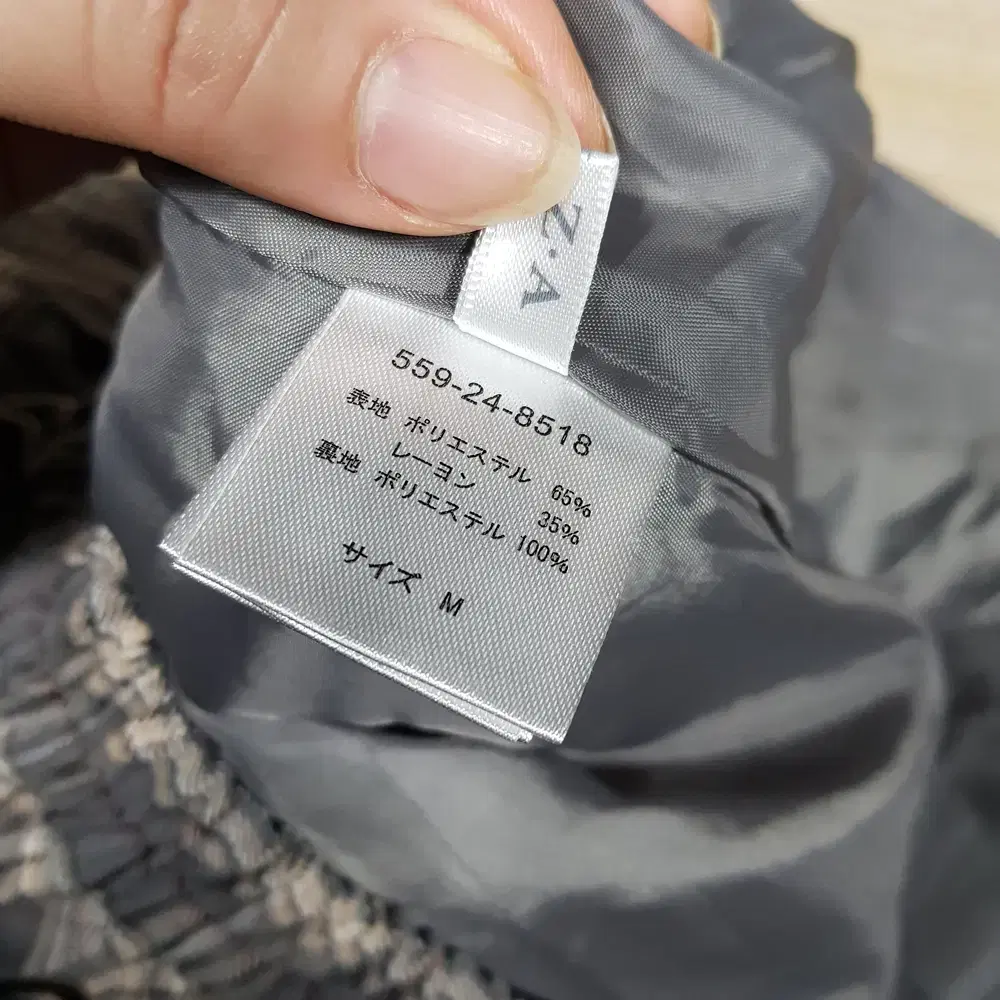 Z.A
559-24-8518
表地 ポリエステル 65%
レーヨン 35%
裏地 ポリエステル 100%
サイズ M